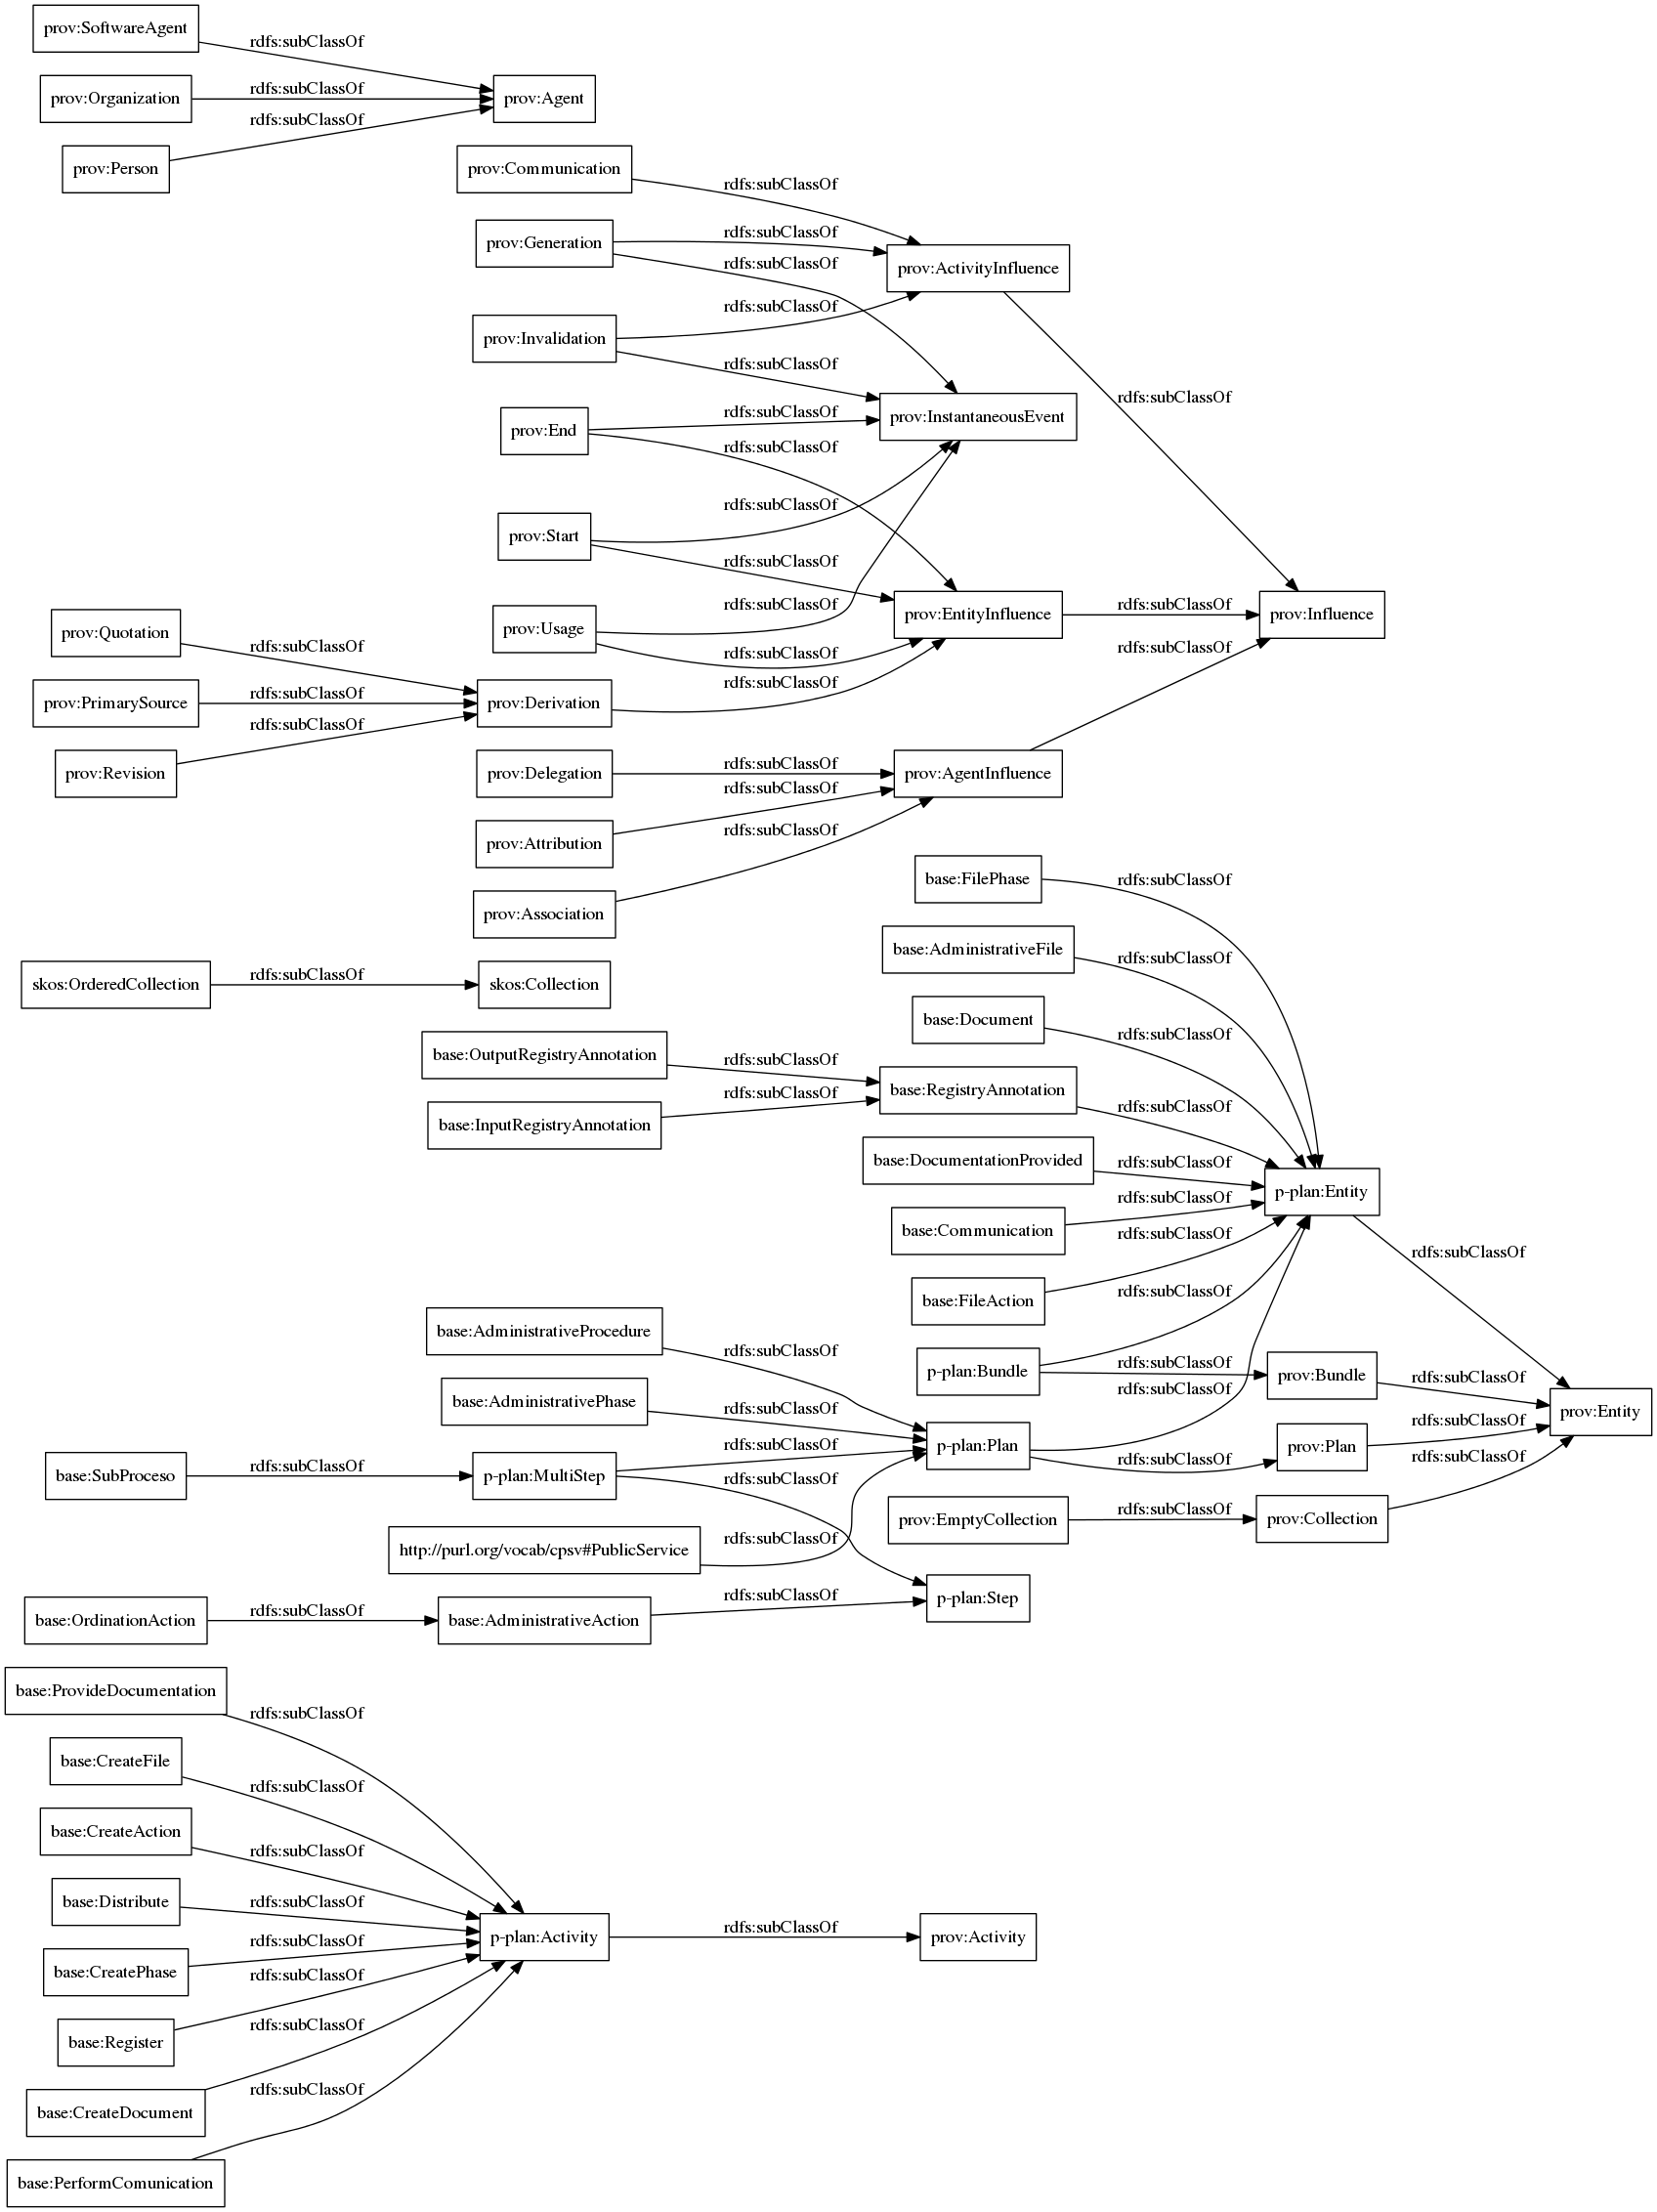 prov:SoftwareAgent
rdfs:subClassOf
prov:Organization
rdfs:subClassOf
prov:Agent
rdfs:subClassOf
prov:Person
prov:Communication
rdfs:subClassOf
prov:Generation
rdfs:subClassOf
rdfs:subClassOf
prov:ActivityInfluence
rdfs:subClassOf
prov:Invalidation
rdfs:subClassOf
rdfs:subClassOf
prov:End
rdfs:subClassOf
prov:InstantaneousEvent
rdfs:subClassOf
rdfs:subClassOf
prov:Start
rdfs:subClassOf
rdfs:subClassOf
prov:Quotation
prov:Usage
rdfs:subClassOf
prov:EntityInfluence
rdfs:subClassOf
prov:Influence
rdfs:subClassOf
rdfs:subClassOf
rdfs:subClassOf
rdfs:subClassOf
prov:PrimarySource
rdfs:subClassOf
prov:Derivation
rdfs:subClassOf
prov:Revision
prov:Delegation
rdfs:subClassOf
prov:AgentInfluence
rdfs:subClassOf
prov:Attribution
rdfs:subClassOf
prov:Association
base:FilePhase
rdfs:subClassOf
base:AdministrativeFile
rdfs:subClassOf
skos:OrderedCollection
rdfs:subClassOf
skos:Collection
base:Document
rdfs:subClassOf
base:OutputRegistryAnnotation
rdfs:subClassOf
base:RegistryAnnotation
rdfs:subClassOf
rdfs:subClassOf
base:InputRegistryAnnotation
base:DocumentationProvided
rdfs:subClassOf
p-plan:Entity
rdfs:subClassOf
base:Communication
rdfs:subClassOf
rdfs:subClassOf
base:FileAction
rdfs:subClassOf
base:AdministrativeProcedure
rdfs:subClassOf
p-plan:Bundle
rdfs:subClassOf
prov:Bundle
rdfs:subClassOf
rdfs:subClassOf
prov:Entity
base:AdministrativePhase
rdfs:subClassOf
rdfs:subClassOf
p-plan:Plan
rdfs:subClassOf
prov:Plan
rdfs:subClassOf
rdfs:subClassOf
base:SubProceso
rdfs:subClassOf
p-plan:MultiStep
rdfs:subClassOf
prov:EmptyCollection
rdfs:subClassOf
prov:Collection
http://purl.org/vocab/cpsv#PublicService
rdfs:subClassOf
rdfs:subClassOf
p-plan:Step
base:OrdinationAction
rdfs:subClassOf
base:AdministrativeAction
base:ProvideDocumentation
rdfs:subClassOf
base:CreateFile
rdfs:subClassOf
base:CreateAction
rdfs:subClassOf
base:Distribute
rdfs:subClassOf
p-plan:Activity
rdfs:subClassOf
prov:Activity
rdfs:subClassOf
base:CreatePhase
rdfs:subClassOf
base:Register
rdfs:subClassOf
base:CreateDocument
rdfs:subClassOf
base:PerformComunication